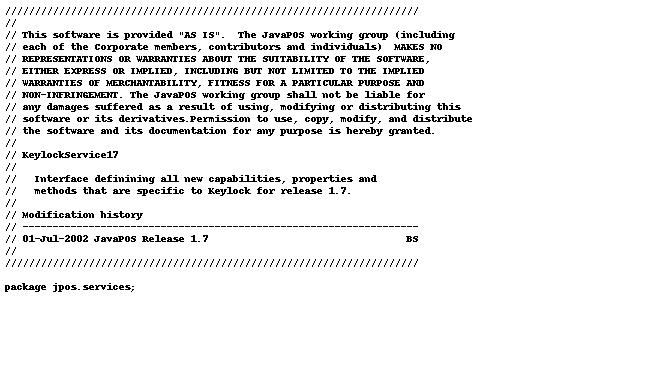 //////////////////////////////////////////////////////////////////////
//
// This software is provided "AS IS".  The JavaPOS working group (including
// each of the Corporate members, contributors and individuals)  MAKES NO
// REPRESENTATIONS OR WARRANTIES ABOUT THE SUITABILITY OF THE SOFTWARE,
// EITHER EXPRESS OR IMPLIED, INCLUDING BUT NOT LIMITED TO THE IMPLIED
// WARRANTIES OF MERCHANTABILITY, FITNESS FOR A PARTICULAR PURPOSE AND
// NON-INFRINGEMENT. The JavaPOS working group shall not be liable for
// any damages suffered as a result of using, modifying or distributing this
// software or its derivatives.Permission to use, copy, modify, and distribute
// the software and its documentation for any purpose is hereby granted.
//
// KeylockService17
//
//   Interface definining all new capabilities, properties and
//   methods that are specific to Keylock for release 1.7.
//
// Modification history
// ------------------------------------------------------------------
// 01-Jul-2002 JavaPOS Release 1.7                                 BS
//
//////////////////////////////////////////////////////////////////////
package jpos.services;